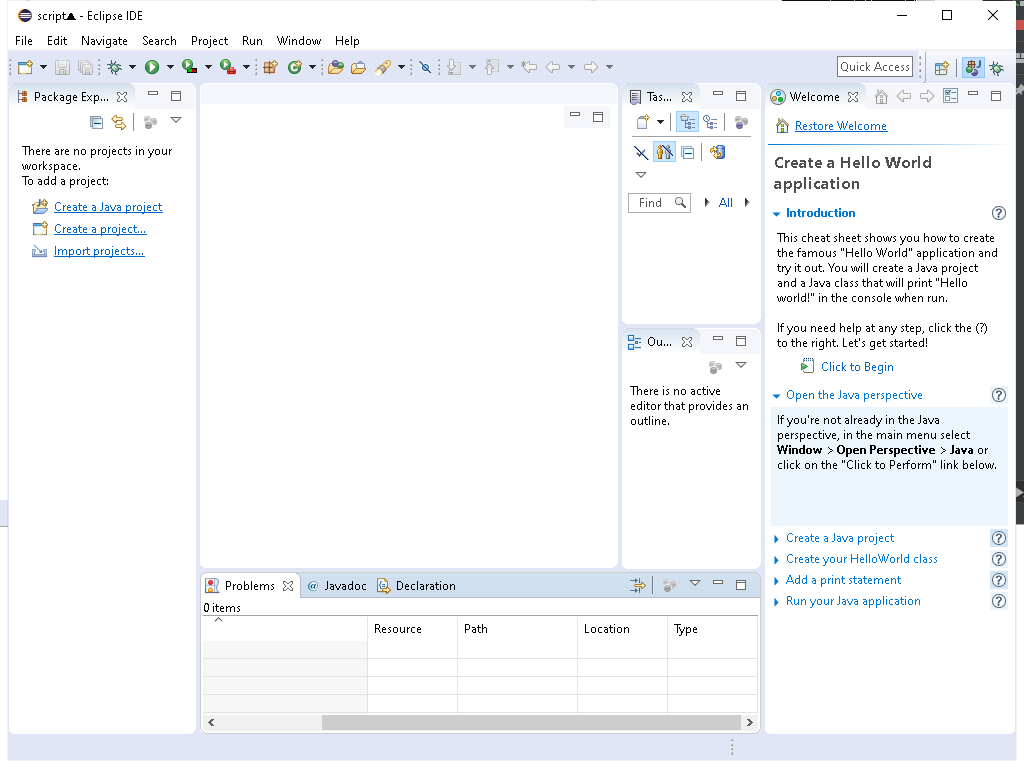 script▲ - Eclipse IDE
File Edit Navigate Search Project Run Window Help
Quick Access
Package Exp...
There are no projects in your
workspace.
To add a project:
Create a Java project
Create a project...
Import projects...
Tas...
Find
All
Ou...
There is no active
editor that provides an
outline.
Welcome
Restore Welcome
Create a Hello World
application
Introduction
This cheat sheet shows you how to create
the famous "Hello World" application and
try it out. You will create a Java project
and a Java class that will print "Hello
world!" in the console when run.
If you need help at any step, click the (?)
to the right. Let's get started!
Click to Begin
Open the Java perspective
If you're not already in the Java
perspective, in the main menu select
Window > Open Perspective > Java or
click on the "Click to Perform" link below.
Create a Java project
Create your HelloWorld class
Add a print statement
Run your Java application
Problems @ Javadoc Declaration
0 items
Resource Path Location Type